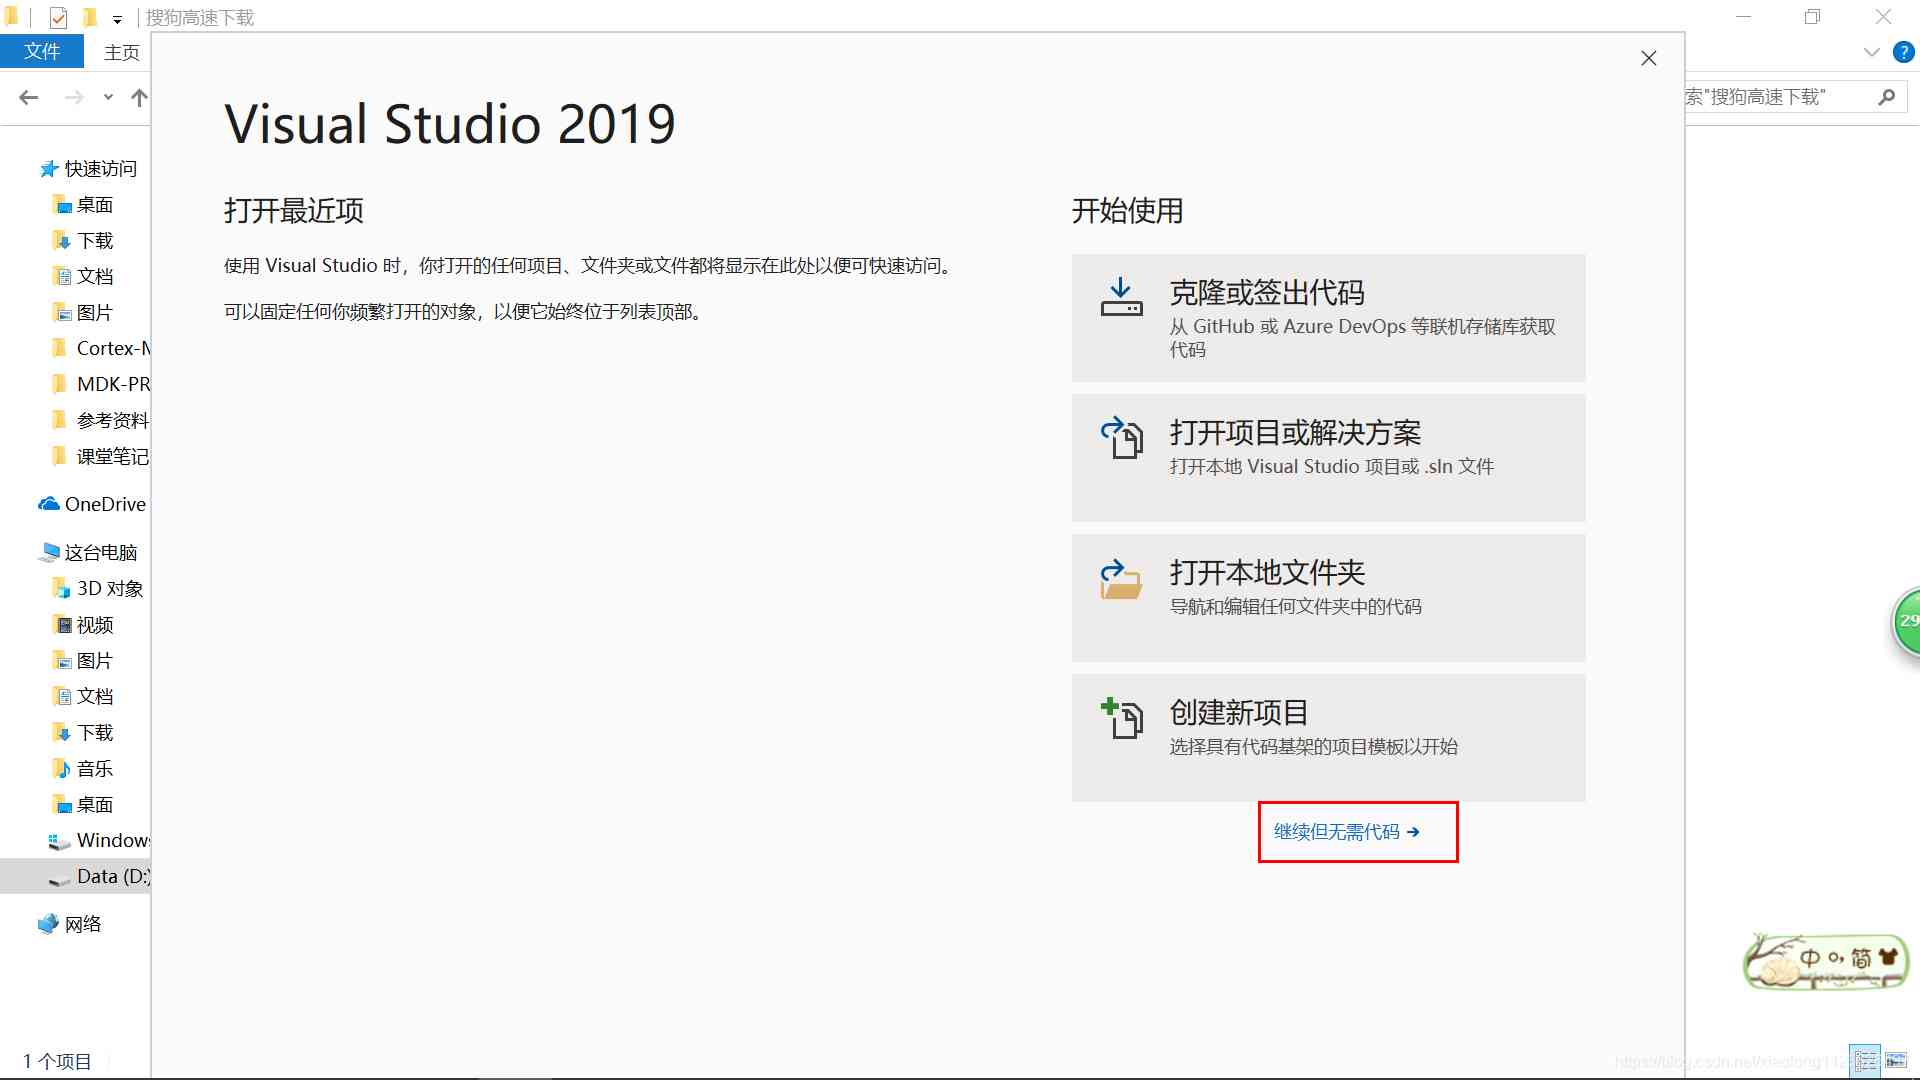 搜狗高速下载
文件
主页
索"搜狗高速下载"
快速访问
桌面
下载
文档
图片
Cortex-M
MDK-PR
参考资料
课堂笔记
OneDrive
这台电脑
3D 对象
视频
图片
文档
下载
音乐
桌面
Windows
Data (D:)
网络
1 个项目
Visual Studio 2019
打开最近项
使用 Visual Studio 时，你打开的任何项目、文件夹或文件都将显示在此处以便可快速访问。
可以固定任何你频繁打开的对象，以便它始终位于列表顶部。
开始使用
克隆或签出代码
从 GitHub 或 Azure DevOps 等联机存储库获取
代码
打开项目或解决方案
打开本地 Visual Studio 项目或 .sln 文件
打开本地文件夹
导航和编辑任何文件夹中的代码
创建新项目
选择具有代码基架的项目模板以开始
继续但无需代码
29
中 简